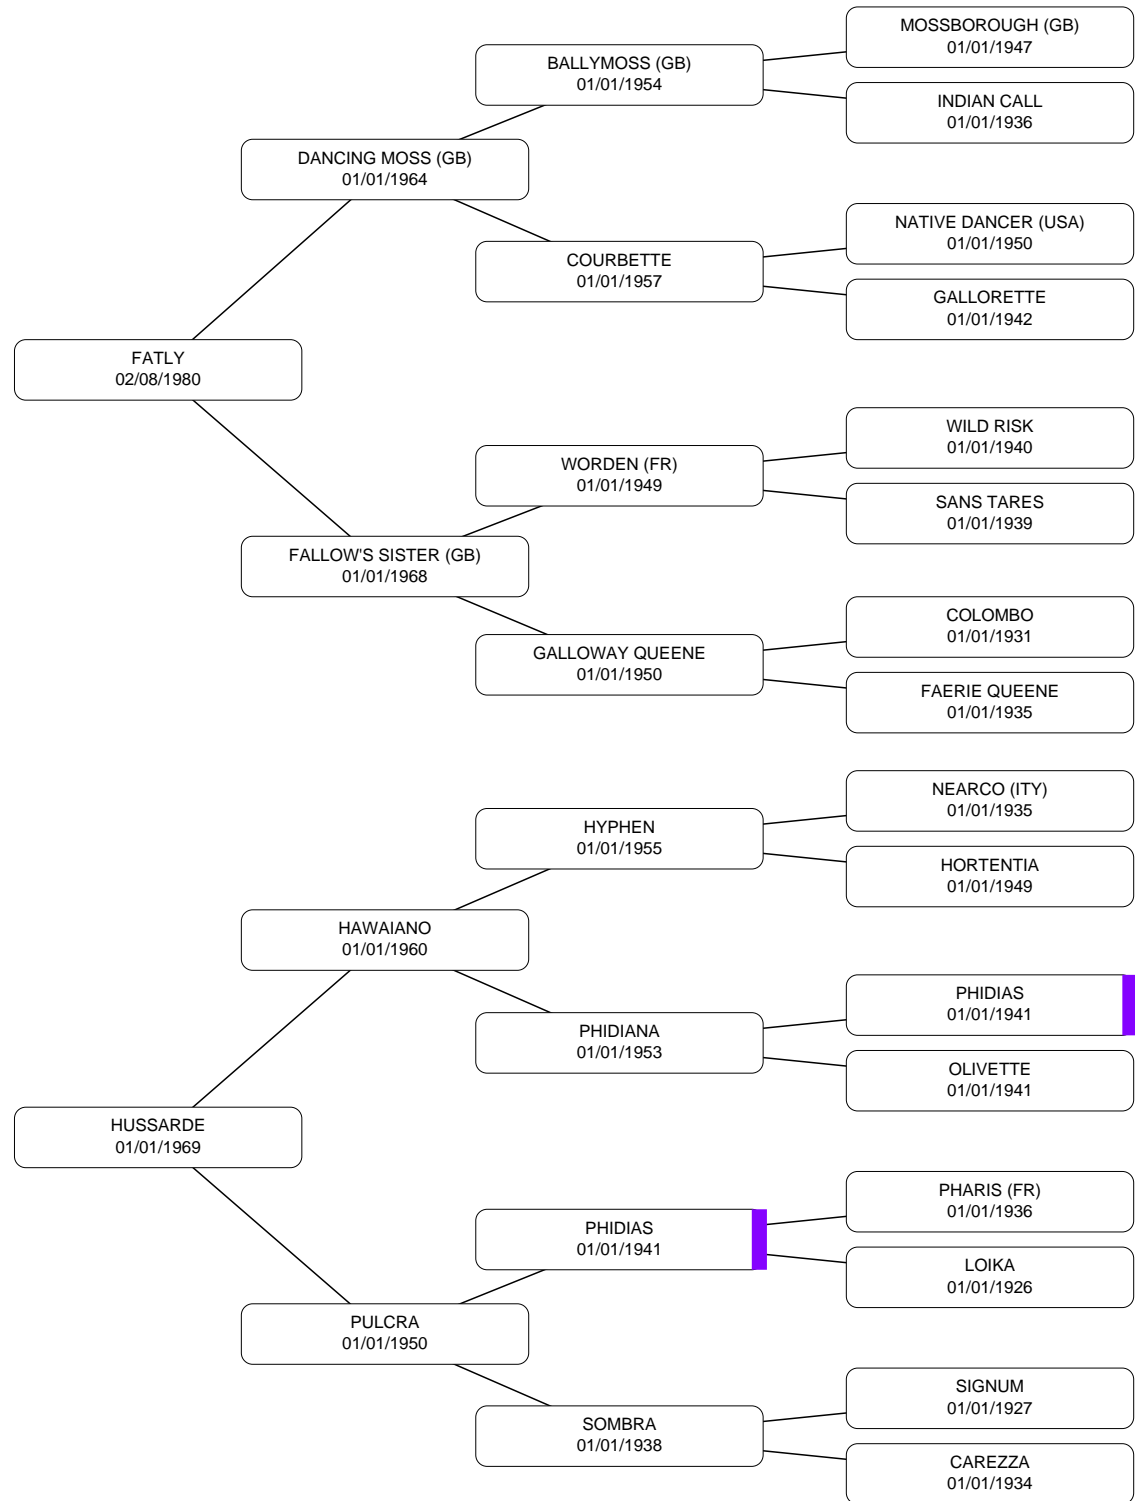 MOSSBOROUGH (GB)
01/01/1947
BALLYMOSS (GB)
01/01/1954
INDIAN CALL
01/01/1936
DANCING MOSS (GB)
01/01/1964
NATIVE DANCER (USA)
01/01/1950
COURBETTE
01/01/1957
GALLORETTE
01/01/1942
FATLY
02/08/1980
WILD RISK
01/01/1940
WORDEN (FR)
01/01/1949
SANS TARES
01/01/1939
FALLOW'S SISTER (GB)
01/01/1968
COLOMBO
01/01/1931
GALLOWAY QUEENE
01/01/1950
FAERIE QUEENE
01/01/1935
NEARCO (ITY)
01/01/1935
HYPHEN
01/01/1955
HORTENTIA
01/01/1949
HAWAIANO
01/01/1960
PHIDIAS
01/01/1941
PHIDIANA
01/01/1953
OLIVETTE
01/01/1941
HUSSARDE
01/01/1969
PHARIS (FR)
01/01/1936
PHIDIAS
01/01/1941
LOIKA
01/01/1926
PULCRA
01/01/1950
SIGNUM
01/01/1927
SOMBRA
01/01/1938
CAREZZA
01/01/1934